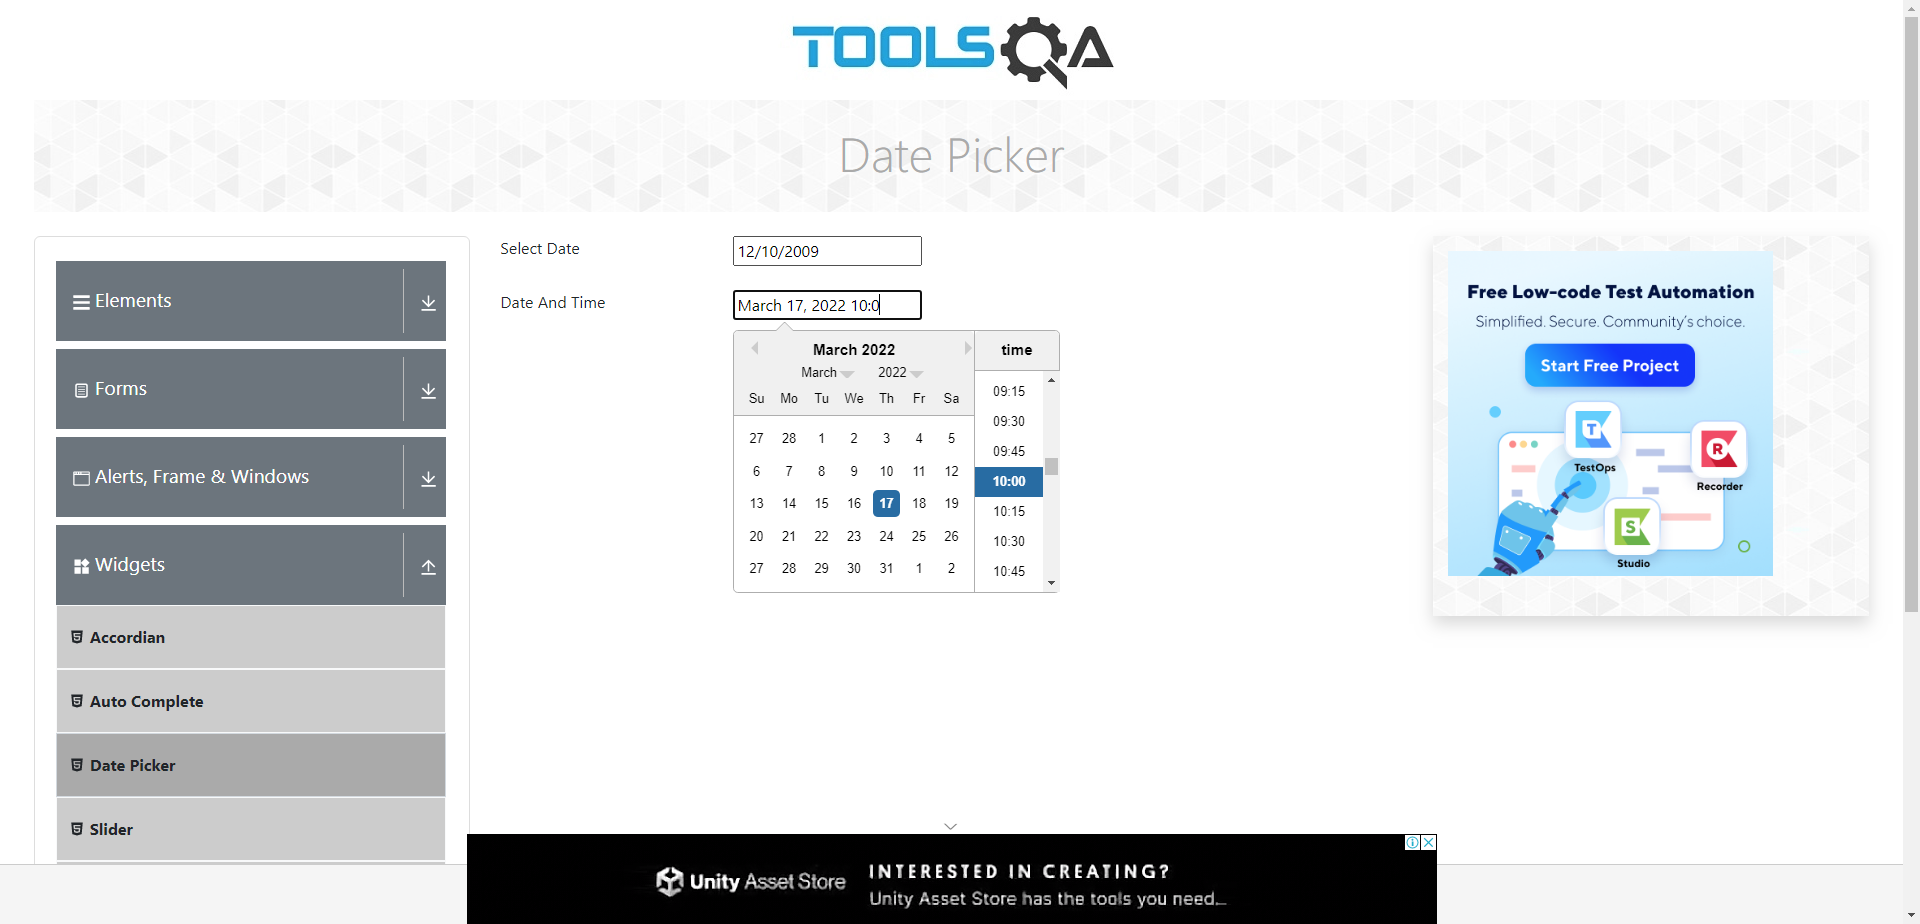 TOOLSQA
Date Picker
Elements
Forms
Alerts, Frame & Windows
Widgets
Accordian
Auto Complete
Date Picker
Slider
Select Date
12/10/2009
Date And Time
March 17, 2022 10:0
March 2022
March 2022
Su Mo Tu We Th Fr Sa
27 28 1 2 3 4 5
6 7 8 9 10 11 12
13 14 15 16 17 18 19
20 21 22 23 24 25 26
27 28 29 30 31 1 2
time
09:15
09:30
09:45
10:00
10:15
10:30
10:45
Free Low-code Test Automation
Simplified. Secure. Community's choice.
Start Free Project
T
TestOps
R
Recorder
S
Studio
Unity Asset Store
INTERESTED IN CREATING?
Unity Asset Store has the tools you need...